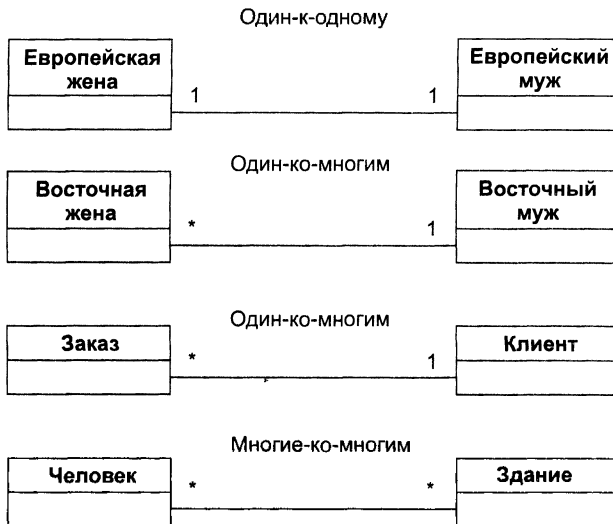 Один-к-одному
Европейская
жена
1
1
Европейский
муж
Один-ко-многим
Восточная
жена
*
1
Восточный
муж
Один-ко-многим
Заказ
*
1
Клиент
Многие-ко-многим
Человек
*
*
Здание